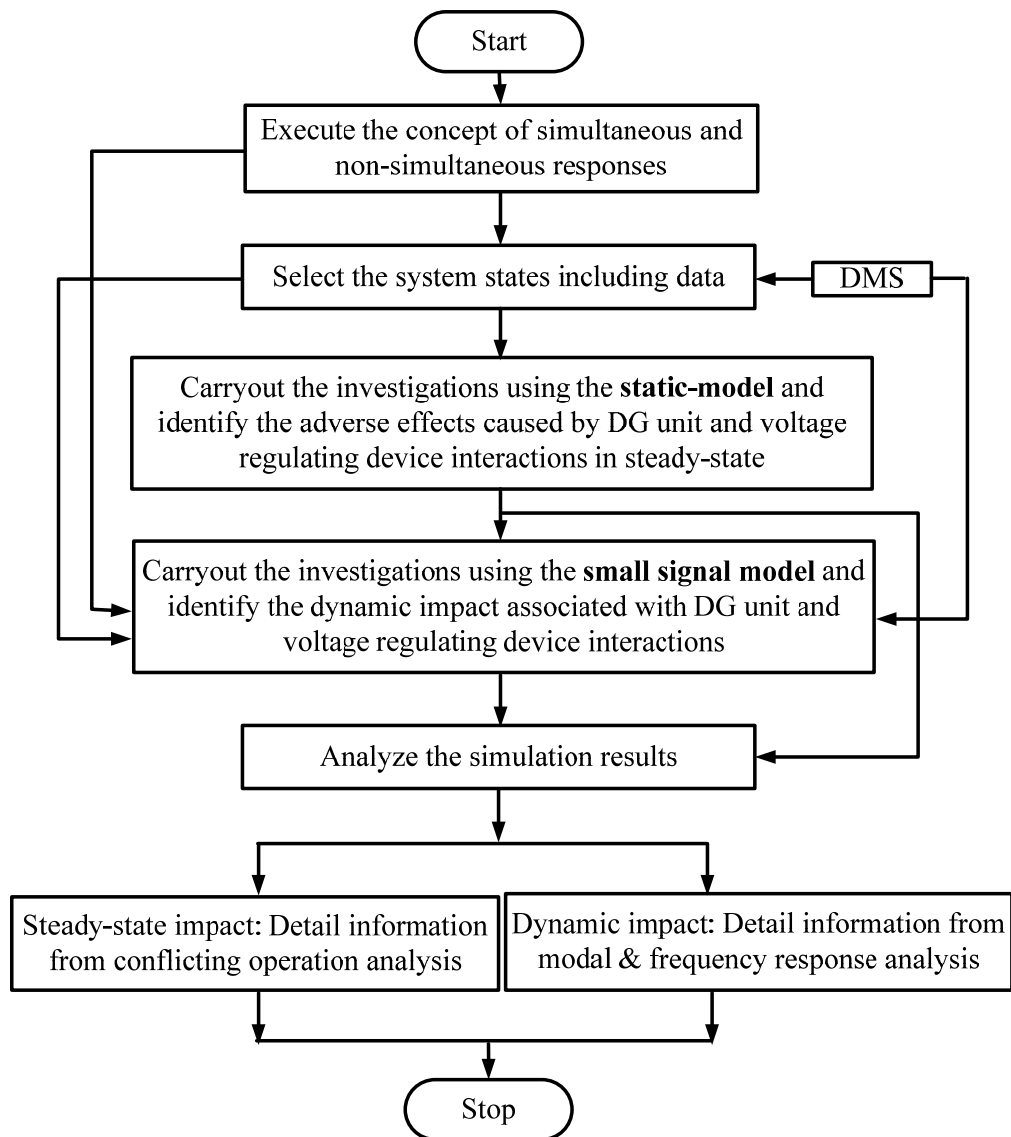 Start
Execute the concept of simultaneous and
non-simultaneous responses
Select the system states including data
DMS
Carryout the investigations using the static-model and
identify the adverse effects caused by DG unit and voltage
regulating device interactions in steady-state
Carryout the investigations using the small signal model and
identify the dynamic impact associated with DG unit and
voltage regulating device interactions
Analyze the simulation results
Steady-state impact: Detail information
from conflicting operation analysis
Dynamic impact: Detail information from
modal & frequency response analysis
Stop